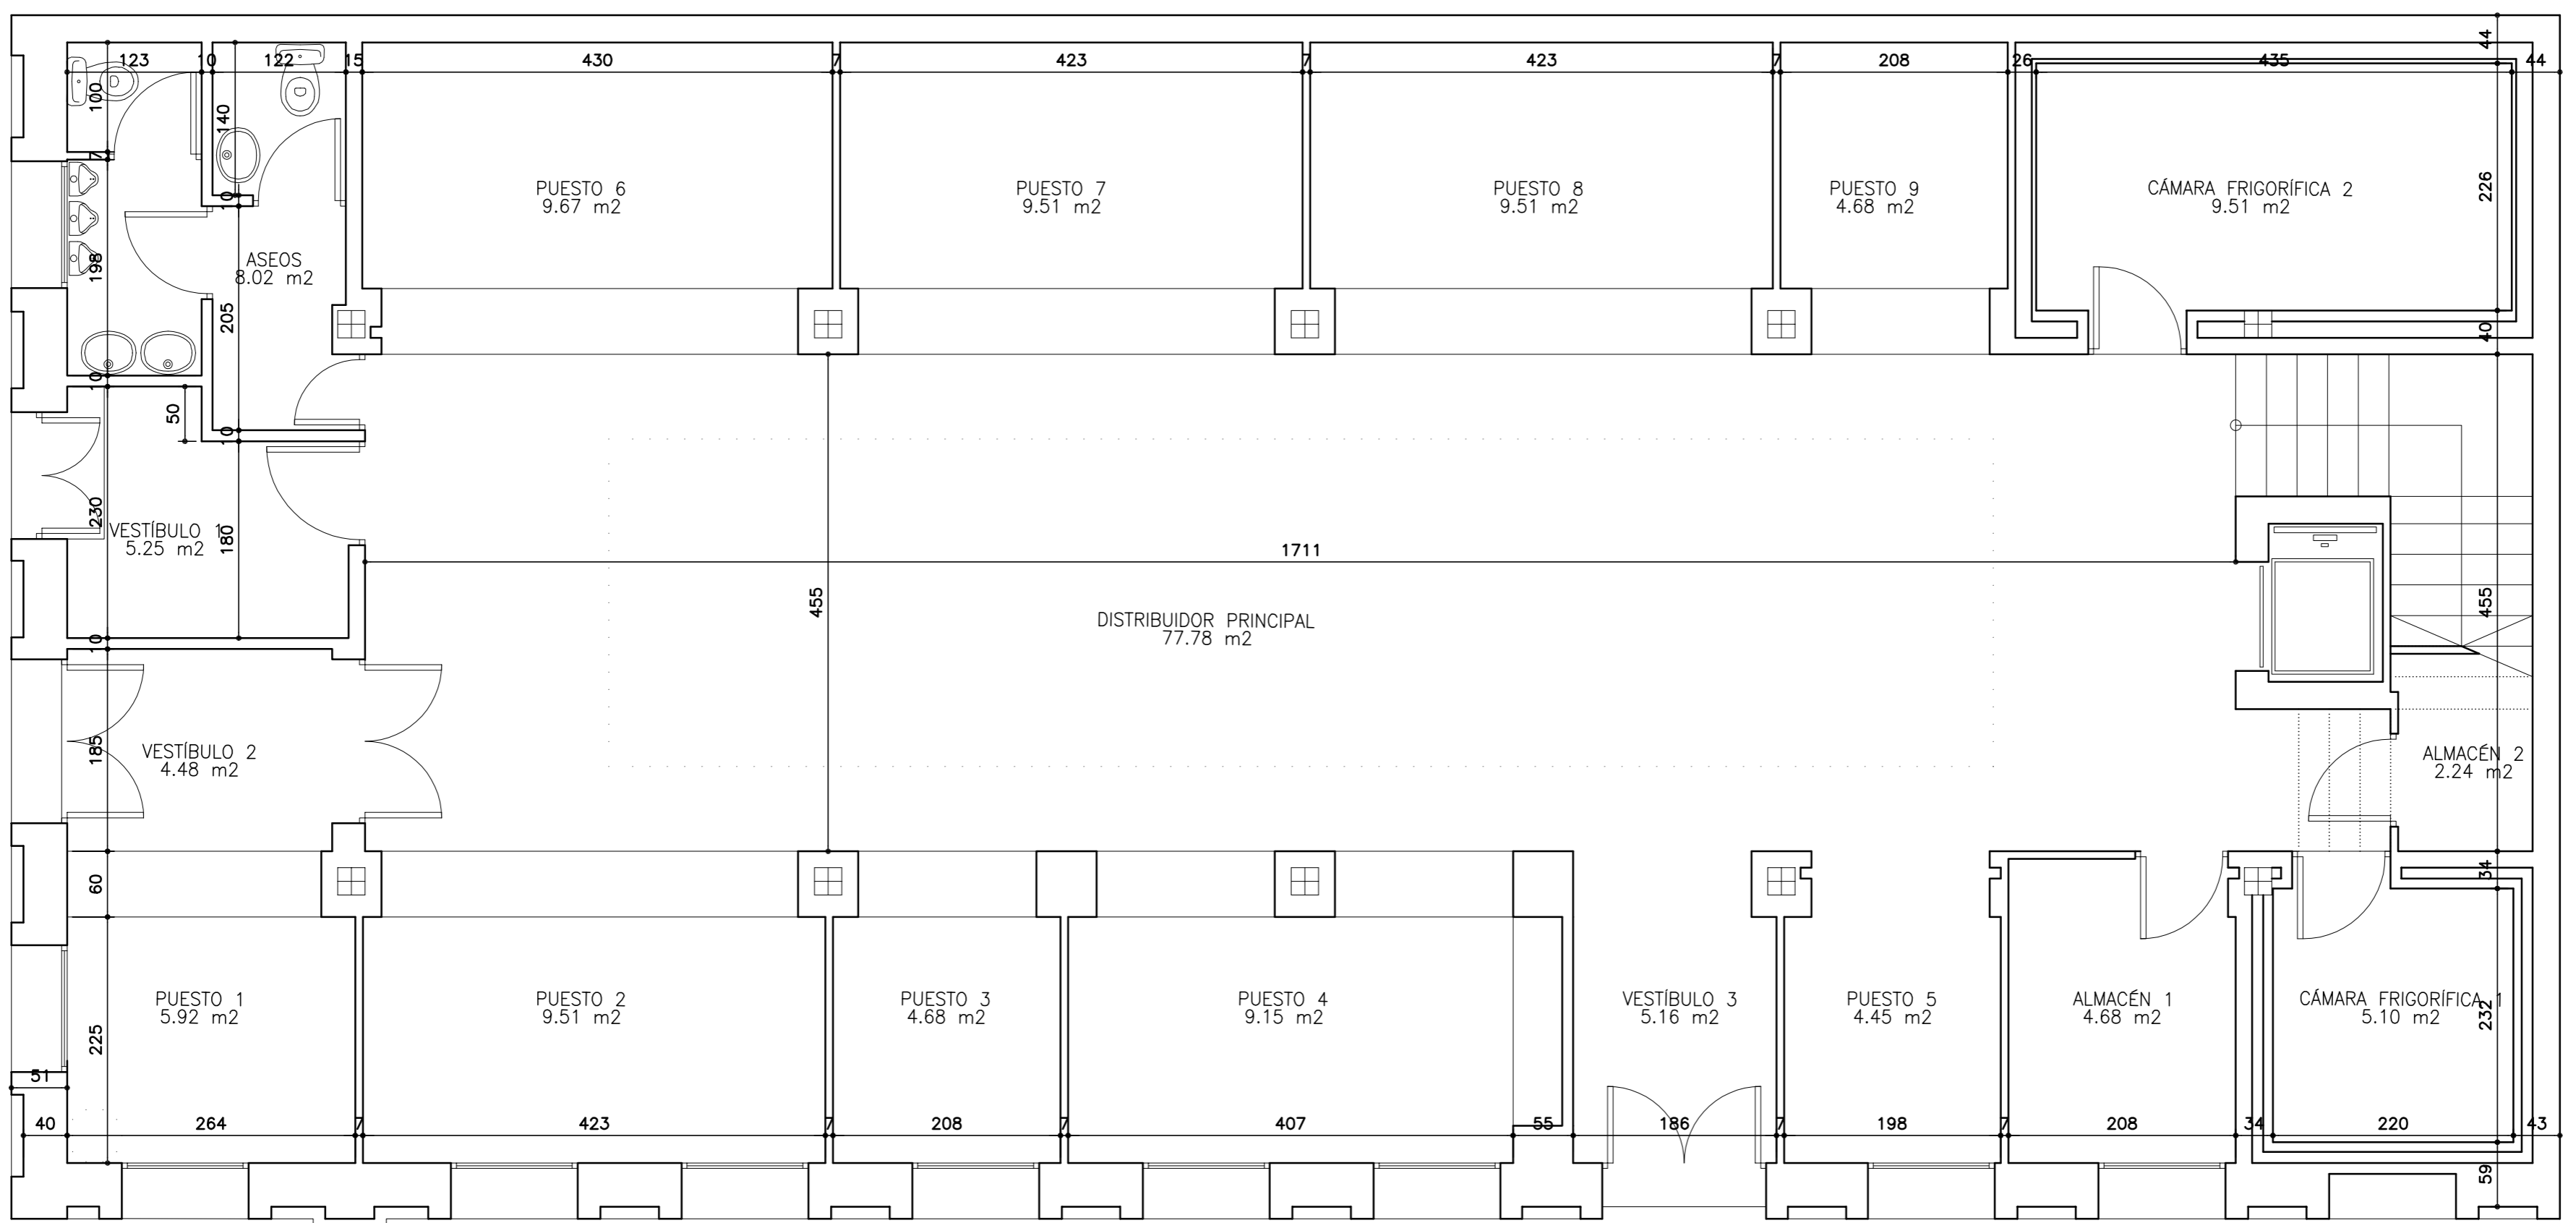 44
123
10
122
15
430
7
423
7
423
7
208
26
435
44
100
140
7
10
PUESTO 6
9.67 m2
PUESTO 7
9.51 m2
PUESTO 8
9.51 m2
PUESTO 9
4.68 m2
CÁMARA FRIGORÍFICA 2
9.51 m2
226
ASEOS
8.02 m2
198
205
40
10
50
10
230
VESTÍBULO 1
5.25 m2
180
1711
455
455
10
DISTRIBUIDOR PRINCIPAL
77.78 m2
185
VESTÍBULO 2
4.48 m2
ALMACÉN 2
2.24 m2
60
34
PUESTO 1
5.92 m2
PUESTO 2
9.51 m2
PUESTO 3
4.68 m2
PUESTO 4
9.15 m2
VESTÍBULO 3
5.16 m2
PUESTO 5
4.45 m2
ALMACÉN 1
4.68 m2
CÁMARA FRIGORÍFICA 1
5.10 m2
232
225
51
40
264
7
423
7
208
7
407
55
186
7
198
7
208
34
220
43
59